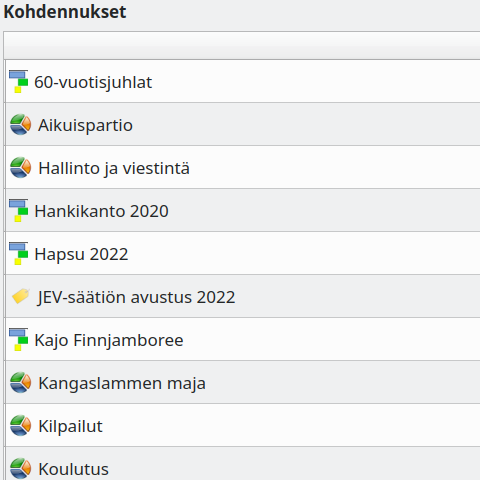 Kohdennukset
60-vuotisjuhlat
Aikuispartio
Hallinto ja viestintä
Hankikanto 2020
Hapsu 2022
JEV-säätiön avustus 2022
Kajo Finnjamboree
Kangaslammen maja
Kilpailut
Koulutus